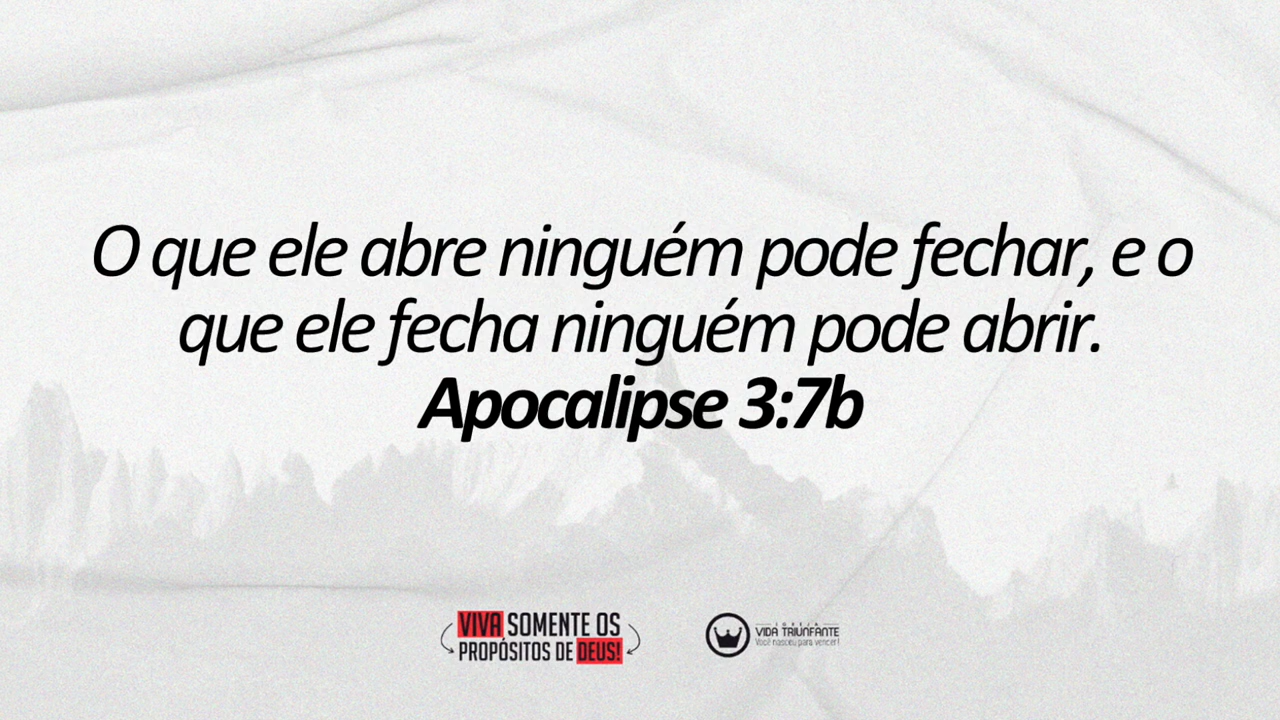 O que ele abre ninguém pode fechar, e o
que ele fecha ninguém pode abrir.
Apocalipse 3:7b
VIVA SOMENTE OS
PROPÓSITOS DE DEUS!
IGREJA
VIDA TRIUNFANTE
Você nasceu para vencer!